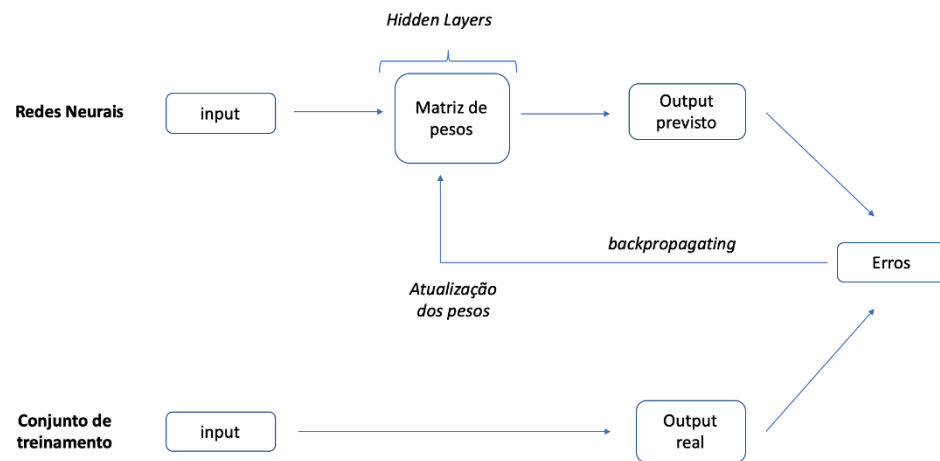 Hidden Layers
Redes Neurais
input
Matriz de
pesos
Output
previsto
backpropagating
Erros
Atualização
dos pesos
Conjunto de
treinamento
input
Output
real